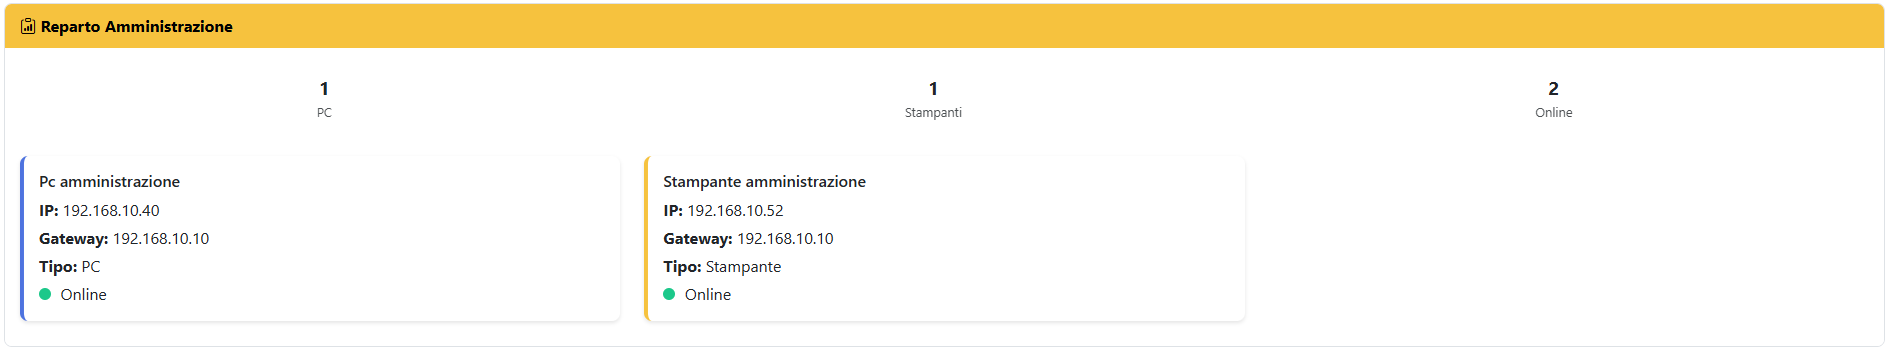 Reparto Amministrazione
1
PC
1
Stampanti
2
Online
Pc amministrazione
IP: 192.168.10.40
Gateway: 192.168.10.10
Tipo: PC
Online
Stampante amministrazione
IP: 192.168.10.52
Gateway: 192.168.10.10
Tipo: Stampante
Online